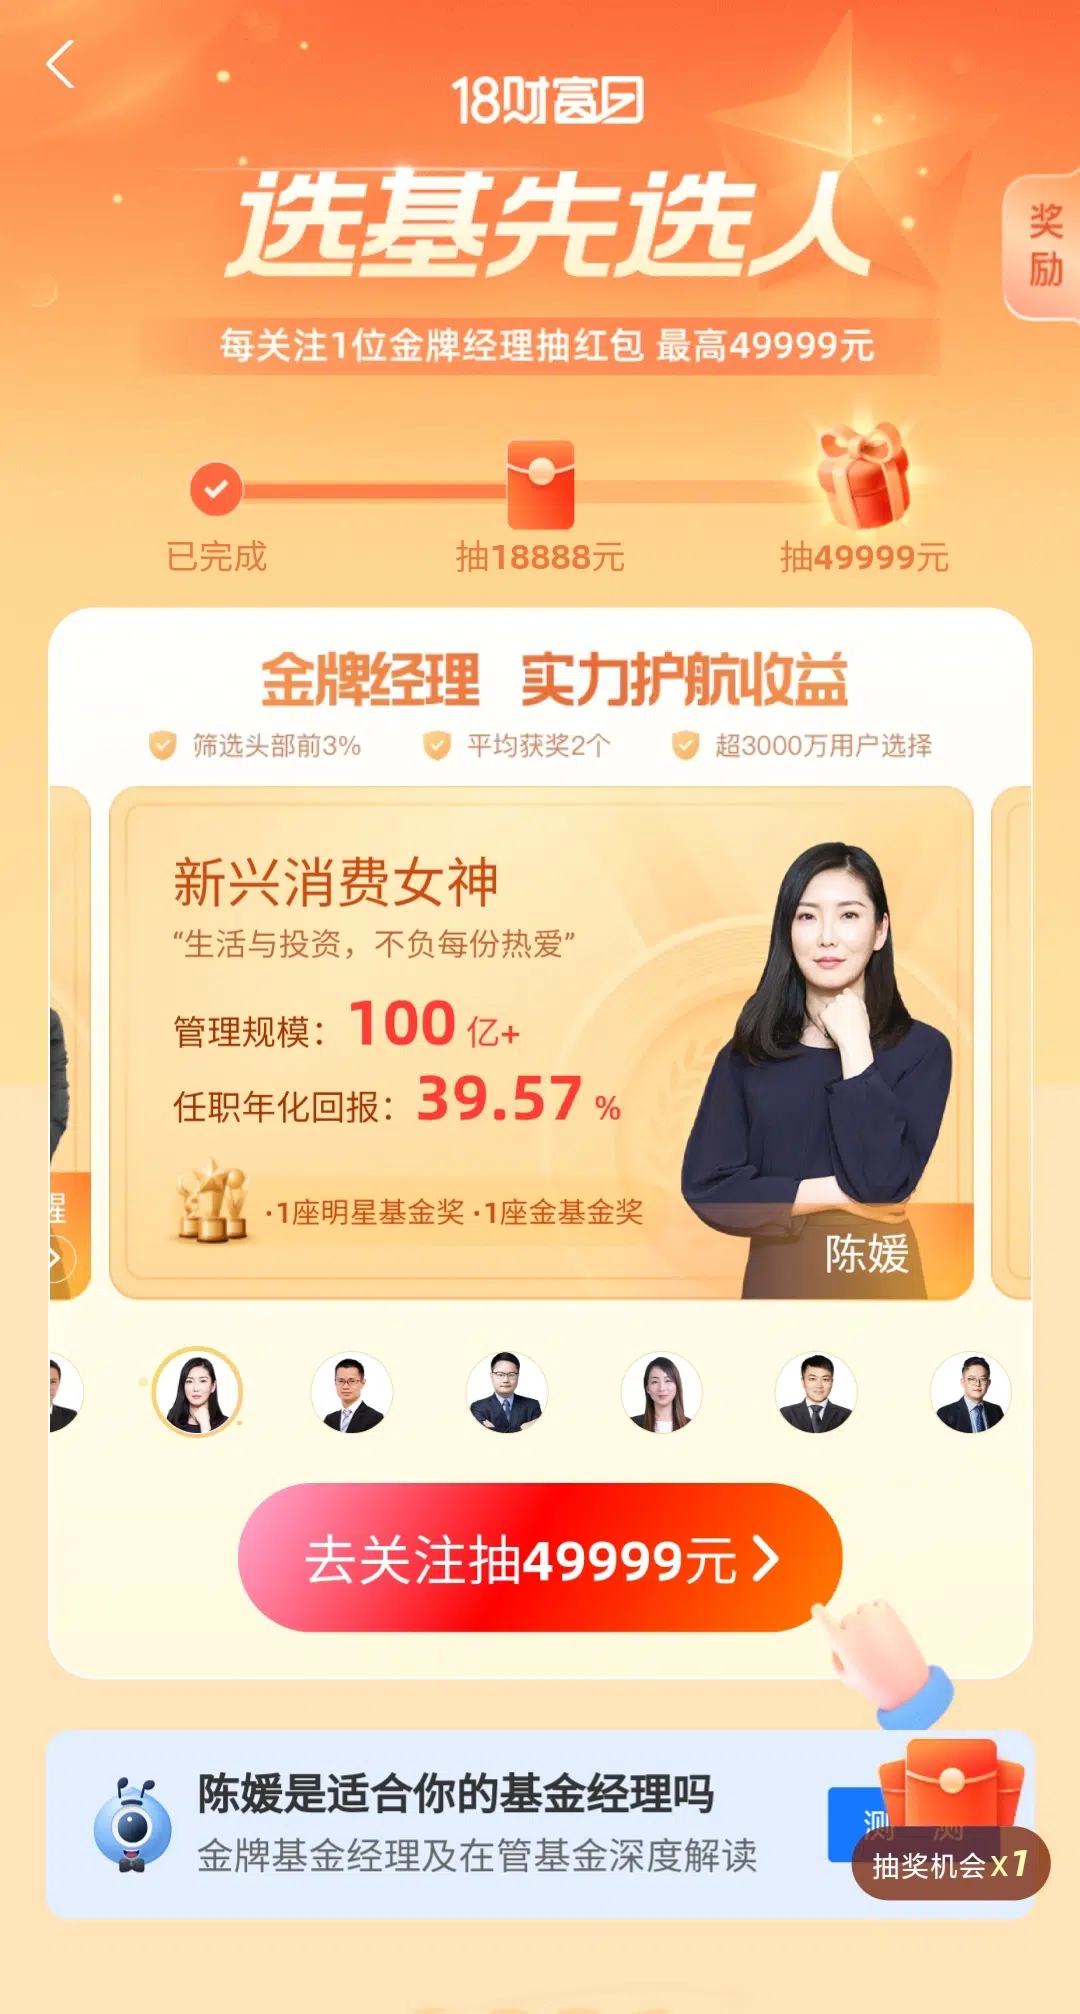 18财富日
选基先选人
奖励
每关注1位金牌经理抽红包 最高49999元
已完成
抽18888元
抽49999元
金牌经理 实力护航收益
筛选头部前3%
平均获奖2个
超3000万用户选择
新兴消费女神
“生活与投资，不负每份热爱”
管理规模：100亿+
任职年化回报：39.57%
·1座明星基金奖 ·1座金基金奖
陈媛
去关注抽49999元
陈媛是适合你的基金经理吗
金牌基金经理及在管基金深度解读
测一测
抽奖机会x1